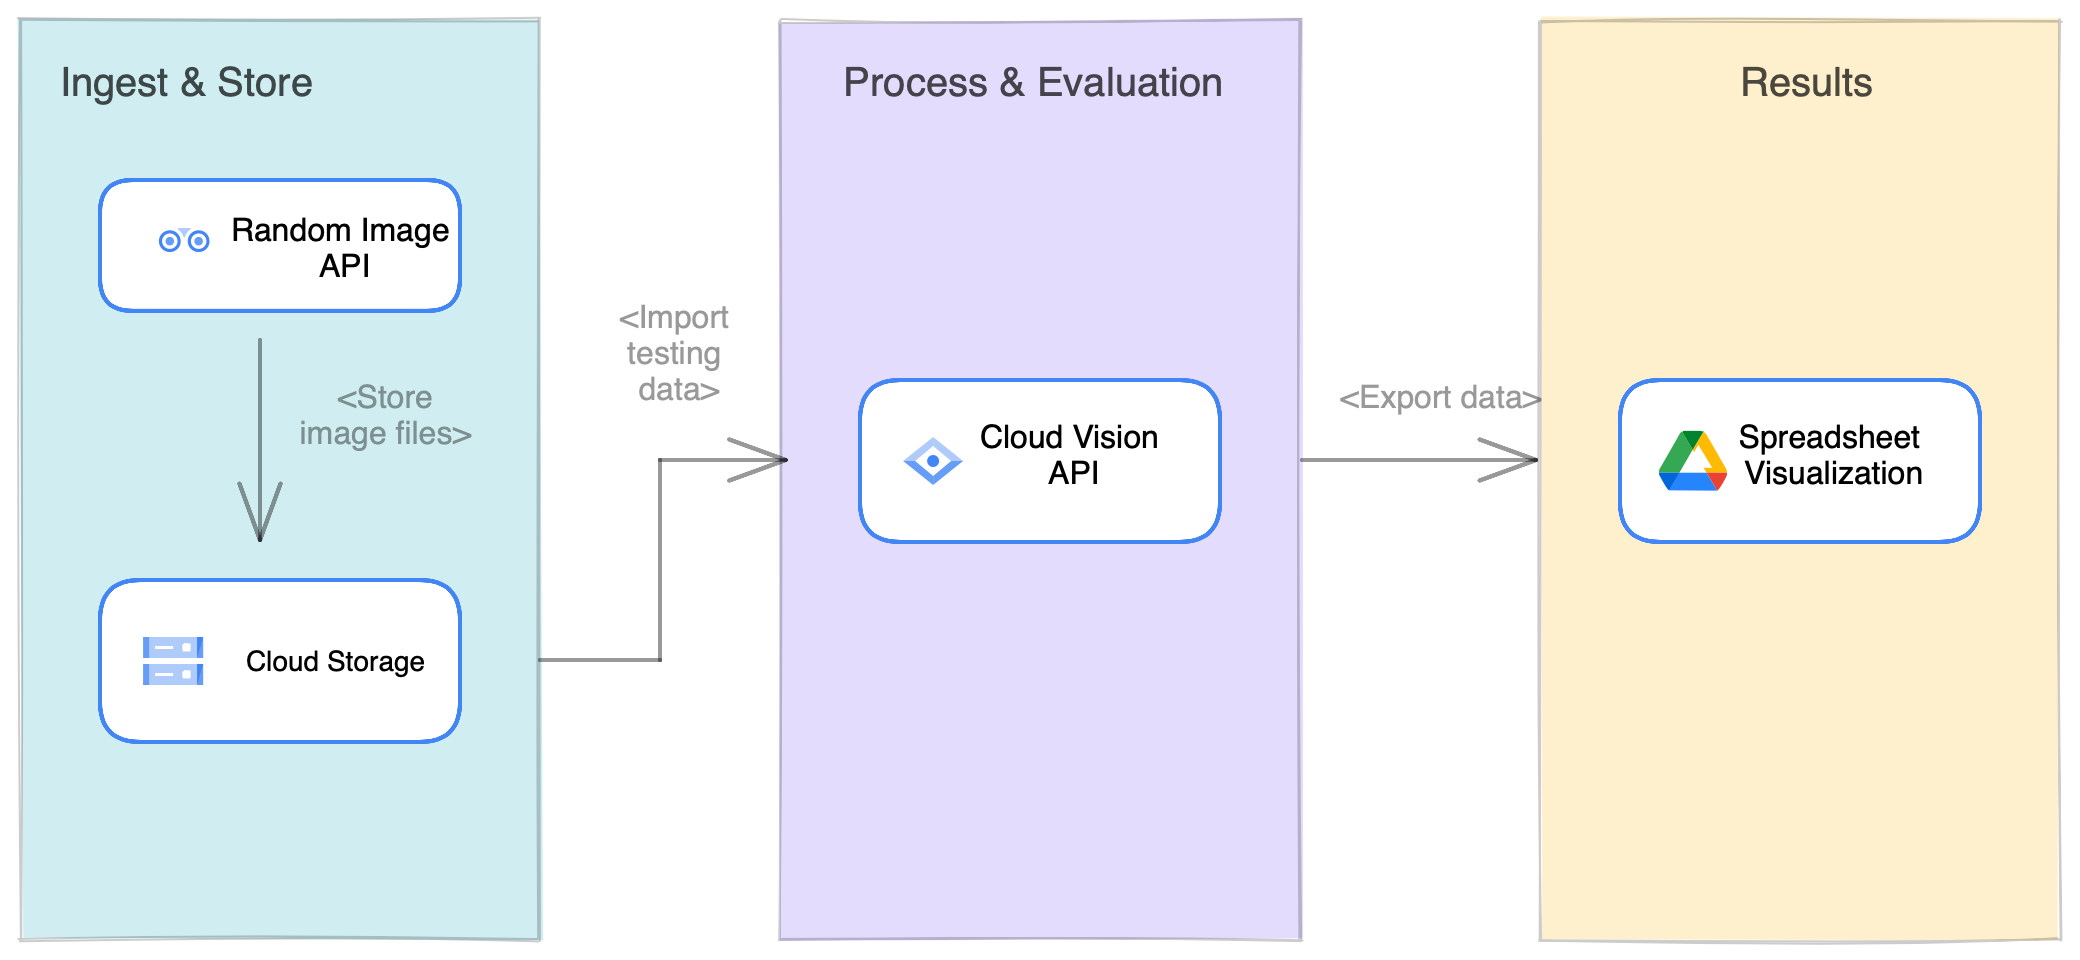 Ingest & Store
Random Image
API
<Store
image files>
Cloud Storage
<Import
testing
data>
Process & Evaluation
Cloud Vision
API
<Export data>
Results
Spreadsheet
Visualization